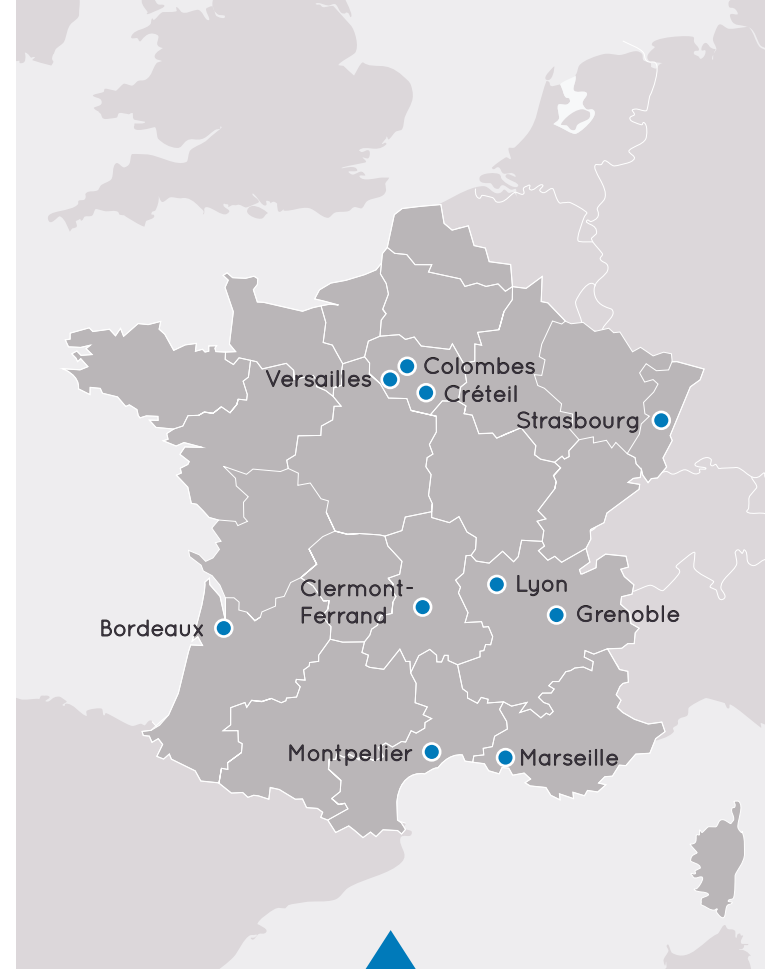 Colombes
Versailles
Créteil
Strasbourg
Lyon
Clermont-
Ferrand
Grenoble
Bordeaux
Montpellier
Marseille